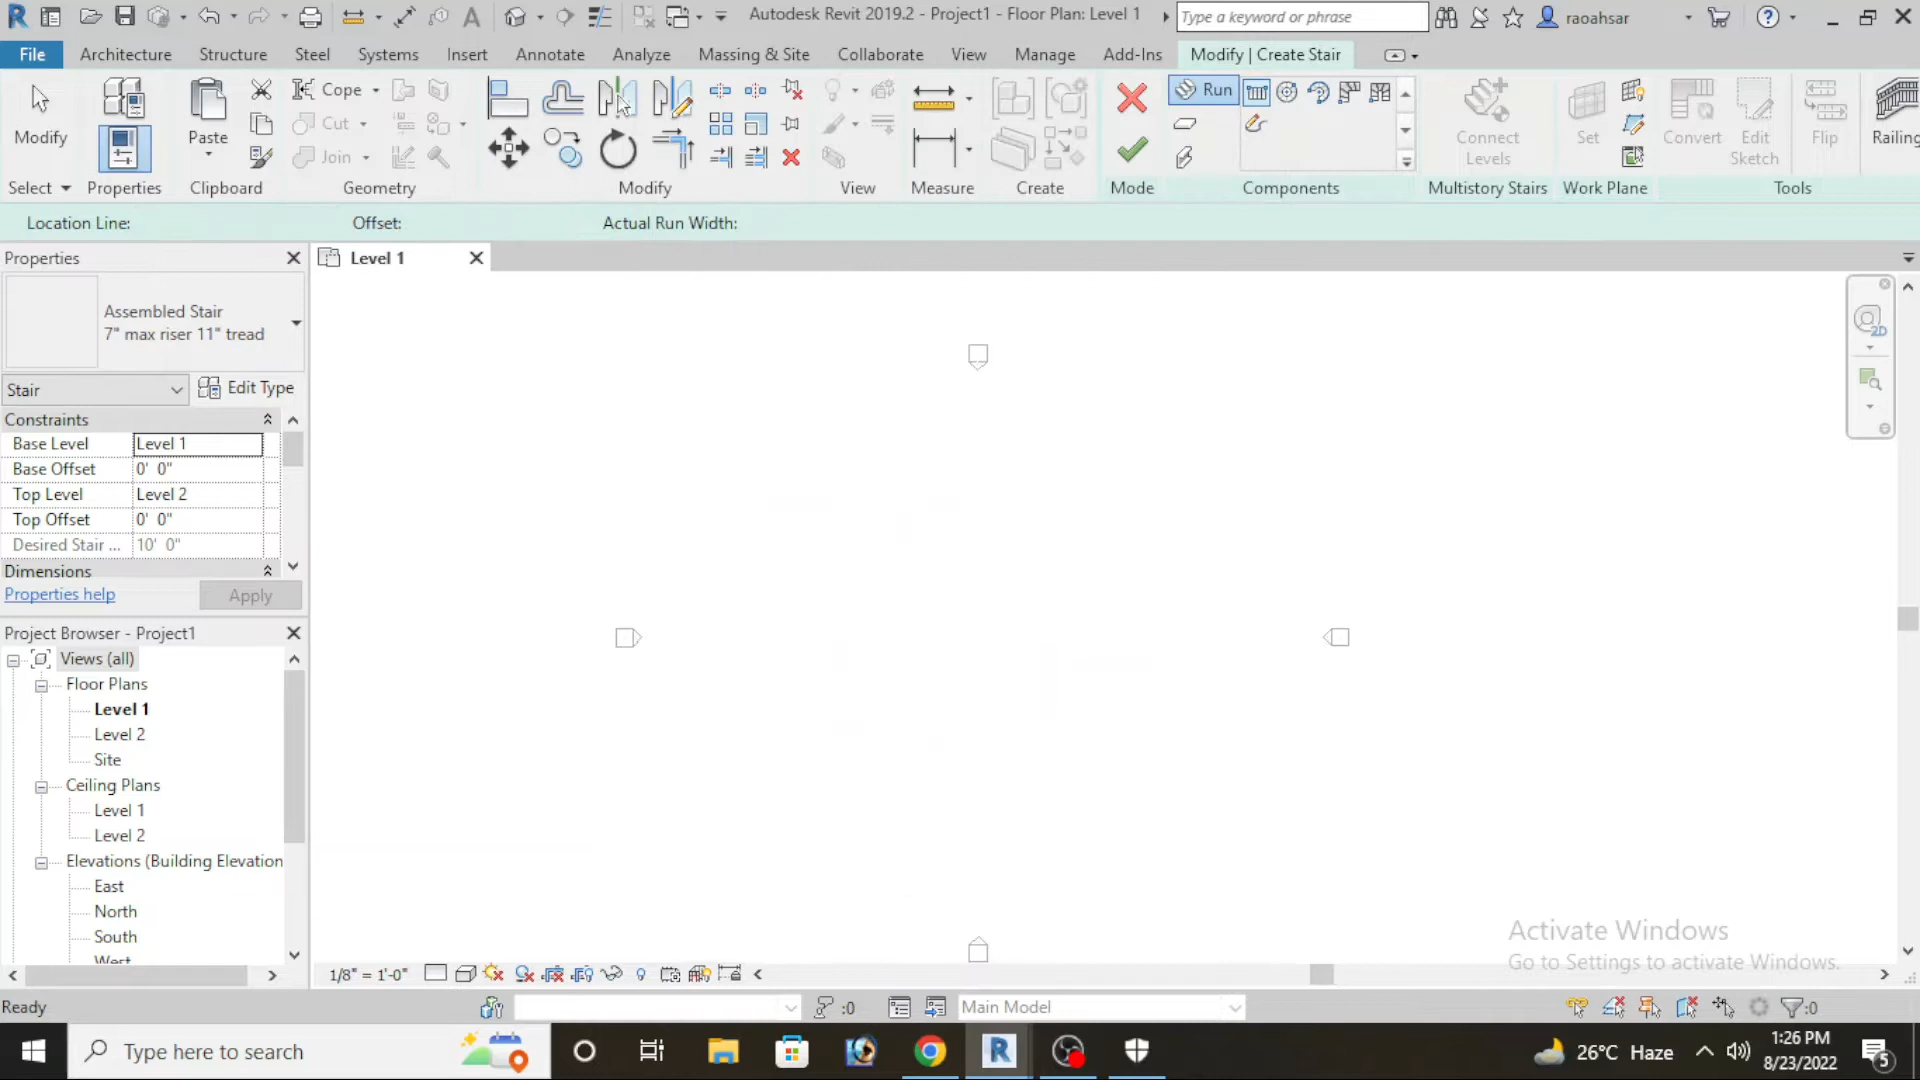 Autodesk Revit 2019.2 - Project1 - Floor Plan: Level 1
Type a keyword or phrase
raoahsar
File
Architecture
Structure
Steel
Systems
Insert
Annotate
Analyze
Massing & Site
Collaborate
View
Manage
Add-Ins
Modify | Create Stair
Modify
Paste
Cope
Cut
Join
Run
Connect
Levels
Set
Convert
Edit
Sketch
Flip
Railing
Select
Properties
Clipboard
Geometry
Modify
View
Measure
Create
Mode
Components
Multistory Stairs
Work Plane
Tools
Location Line:
Offset:
Actual Run Width:
Properties
Level 1
Assembled Stair
7" max riser 11" tread
Stair
Edit Type
Constraints
Base Level
Level 1
Base Offset
0' 0"
Top Level
Level 2
Top Offset
0' 0"
Desired Stair ...
10' 0"
Dimensions
Properties help
Apply
Project Browser - Project1
Views (all)
Floor Plans
Level 1
Level 2
Site
Ceiling Plans
Level 1
Level 2
Elevations (Building Elevation
East
North
South
West
2D
1/8" = 1'-0"
Activate Windows
Go to Settings to activate Windows.
Ready
:0
Main Model
:0
Type here to search
26°C Haze
1:26 PM
8/23/2022
5